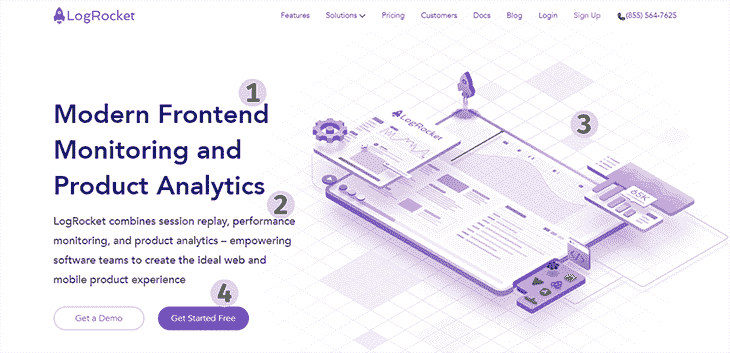 LogRocket
Features Solutions Pricing Customers Docs Blog Login Sign Up (855) 564-7625
1
Modern Frontend
Monitoring and
Product Analytics
2
LogRocket combines session replay, performance
monitoring, and product analytics – empowering
software teams to create the ideal web and
mobile product experience
4
Get a Demo Get Started Free
LogRocket
3
65K